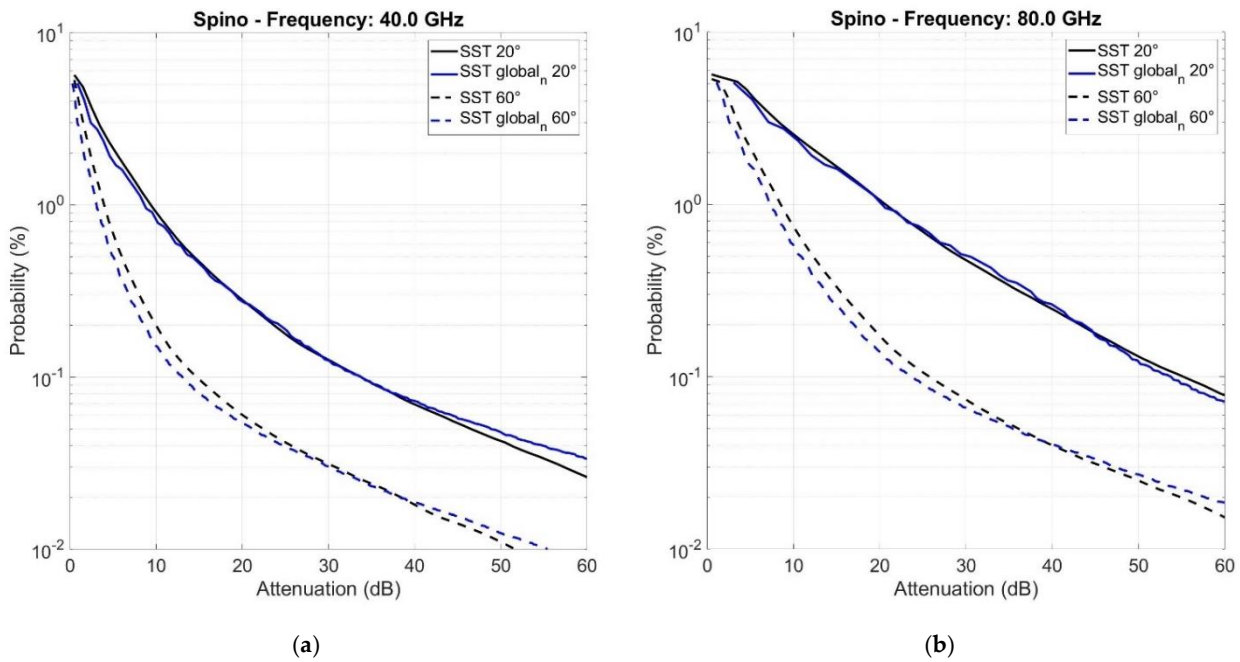 Spino - Frequency: 40.0 GHz
10^1
10^0
10^-1
10^-2
Probability (%)
SST 20°
SST global_n 20°
SST 60°
SST global_n 60°
0 10 20 30 40 50 60
Attenuation (dB)
(a)
Spino - Frequency: 80.0 GHz
10^1
10^0
10^-1
10^-2
Probability (%)
SST 20°
SST global_n 20°
SST 60°
SST global_n 60°
0 10 20 30 40 50 60
Attenuation (dB)
(b)